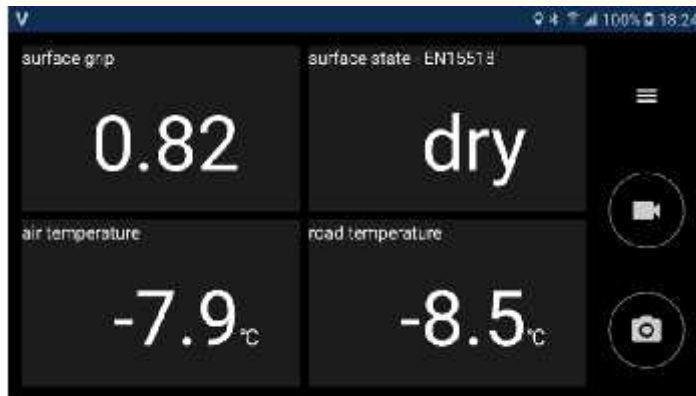 V 100% 18:24
surface grip
0.82
surface state EN15518
dry
air temperature
-7.9 °C
road temperature
-8.5 °C